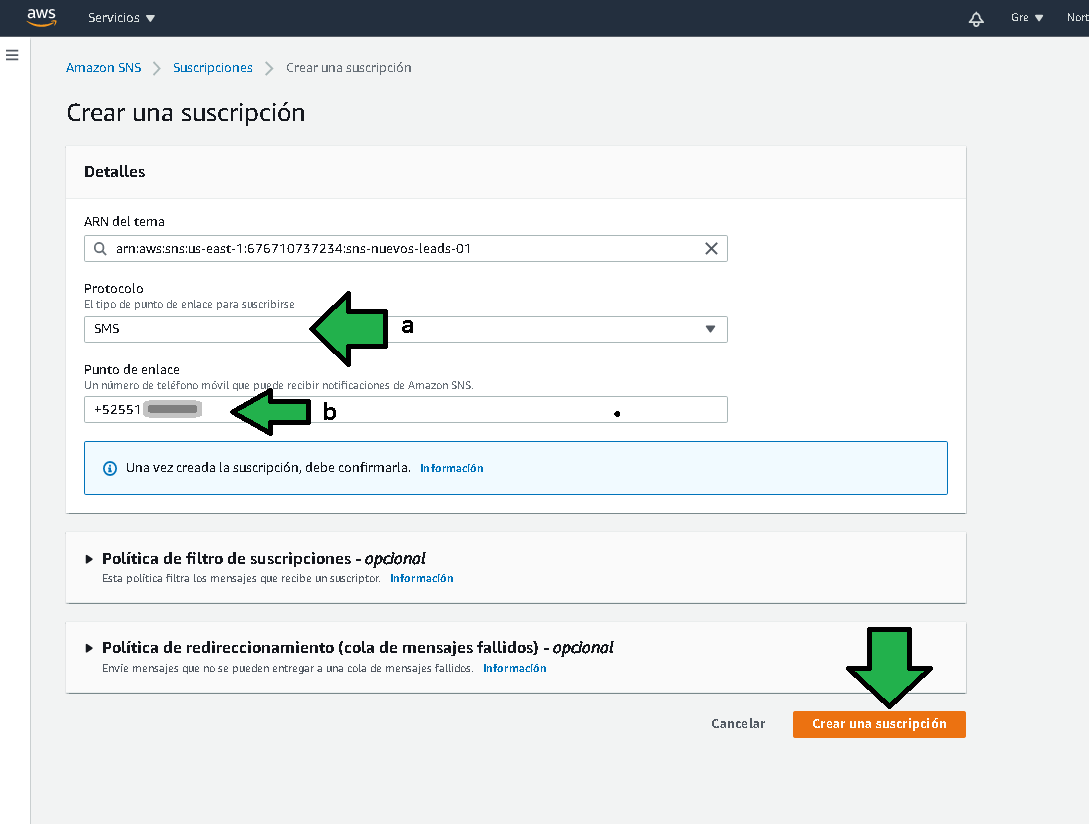 aws Servicios Gre Nort
Amazon SNS Suscripciones Crear una suscripción
Crear una suscripción
Detalles
ARN del tema
arn:aws:sns:us-east-1:676710737234:sns-nuevos-leads-01
Protocolo
El tipo de punto de enlace para suscribirse
SMS
a
Punto de enlace
Un número de teléfono móvil que puede recibir notificaciones de Amazon SNS.
+52551
b
Una vez creada la suscripción, debe confirmarla. Información
Política de filtro de suscripciones - opcional
Esta política filtra los mensajes que recibe un suscriptor. Información
Política de redireccionamiento (cola de mensajes fallidos) - opcional
Envíe mensajes que no se pueden entregar a una cola de mensajes fallidos. Información
Cancelar Crear una suscripción